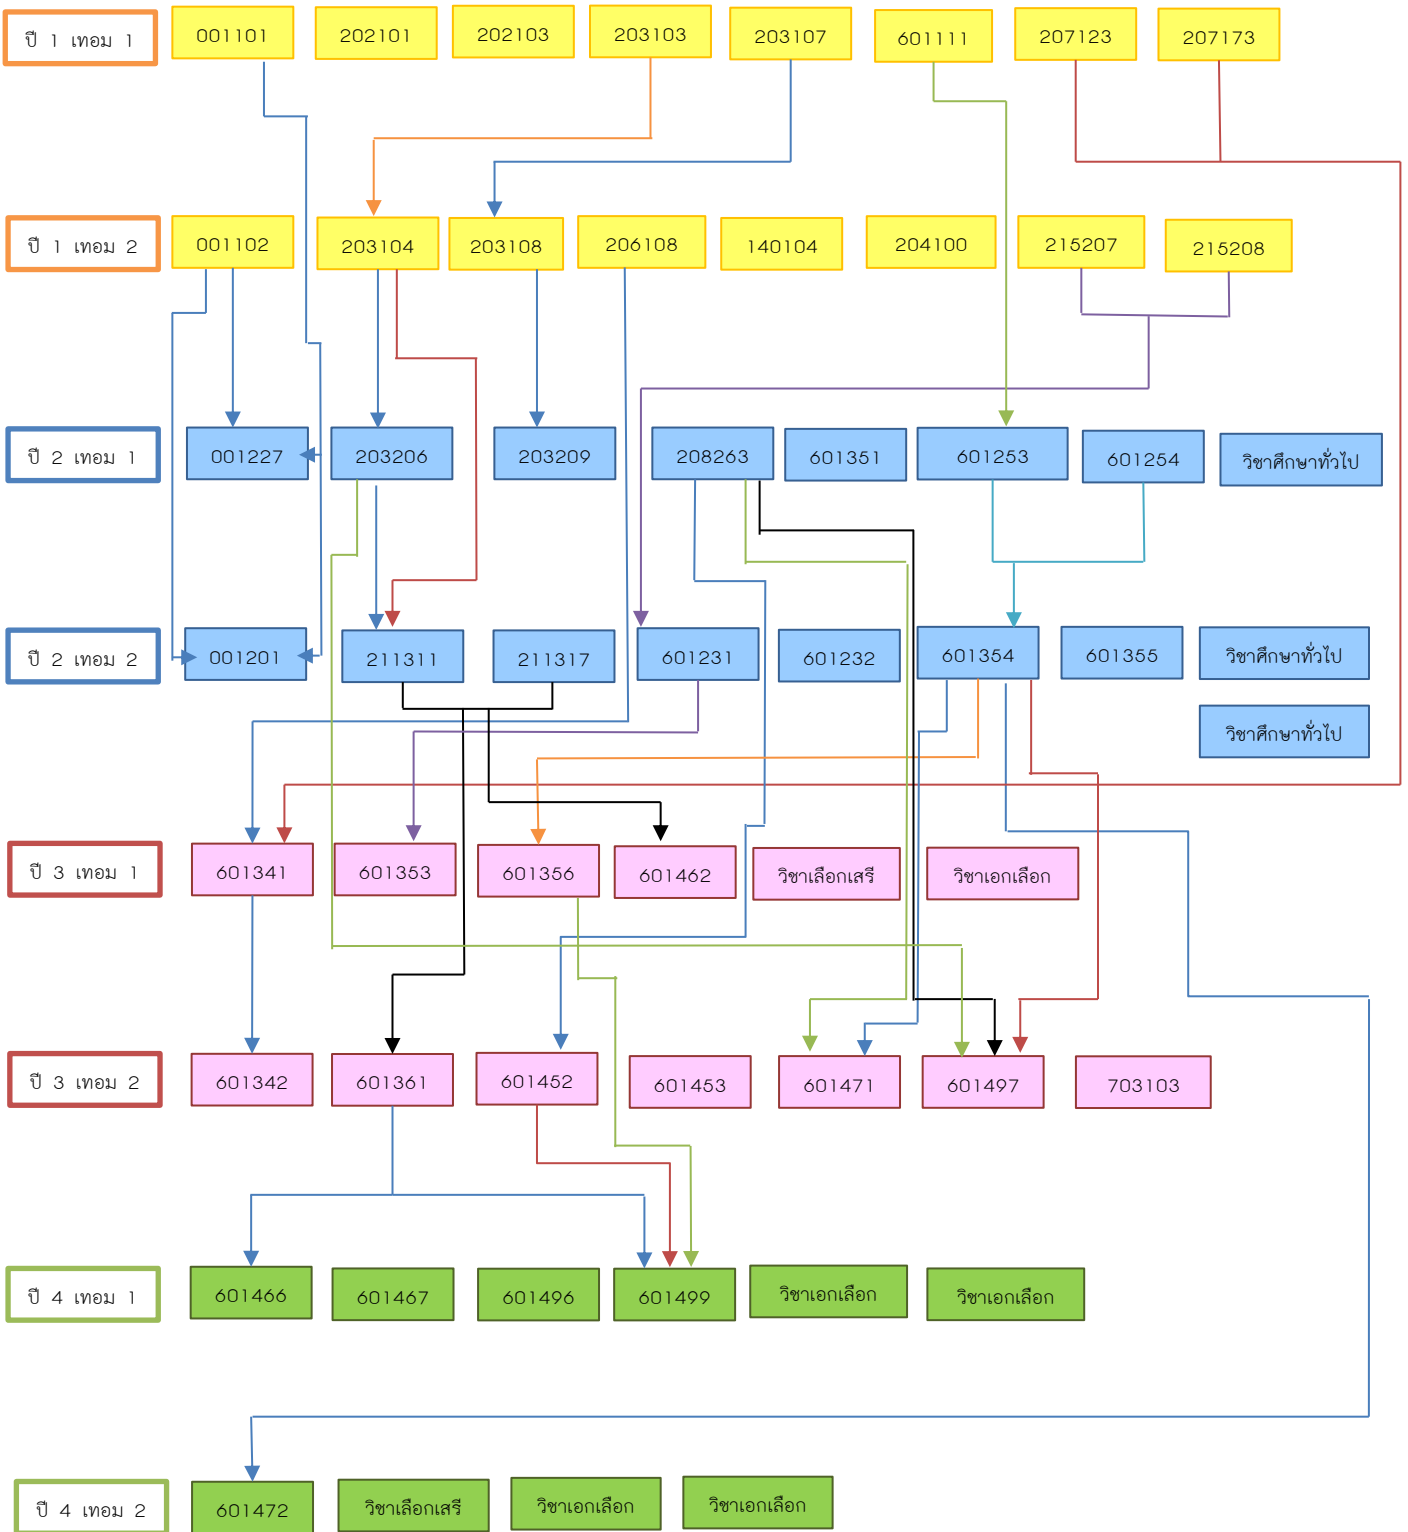 ปี 1 เทอม 1
001101
202101
202103
203103
203107
601111
207123
207173
ปี 1 เทอม 2
001102
203104
203108
206108
140104
204100
215207
215208
ปี 2 เทอม 1
001227
203206
203209
208263
601351
601253
601254
วิชาศึกษาทั่วไป
ปี 2 เทอม 2
001201
211311
211317
601231
601232
601354
601355
วิชาศึกษาทั่วไป
วิชาศึกษาทั่วไป
ปี 3 เทอม 1
601341
601353
601356
601462
วิชาเลือกเสรี
วิชาเอกเลือก
ปี 3 เทอม 2
601342
601361
601452
601453
601471
601497
703103
ปี 4 เทอม 1
601466
601467
601496
601499
วิชาเอกเลือก
วิชาเอกเลือก
ปี 4 เทอม 2
601472
วิชาเลือกเสรี
วิชาเอกเลือก
วิชาเอกเลือก